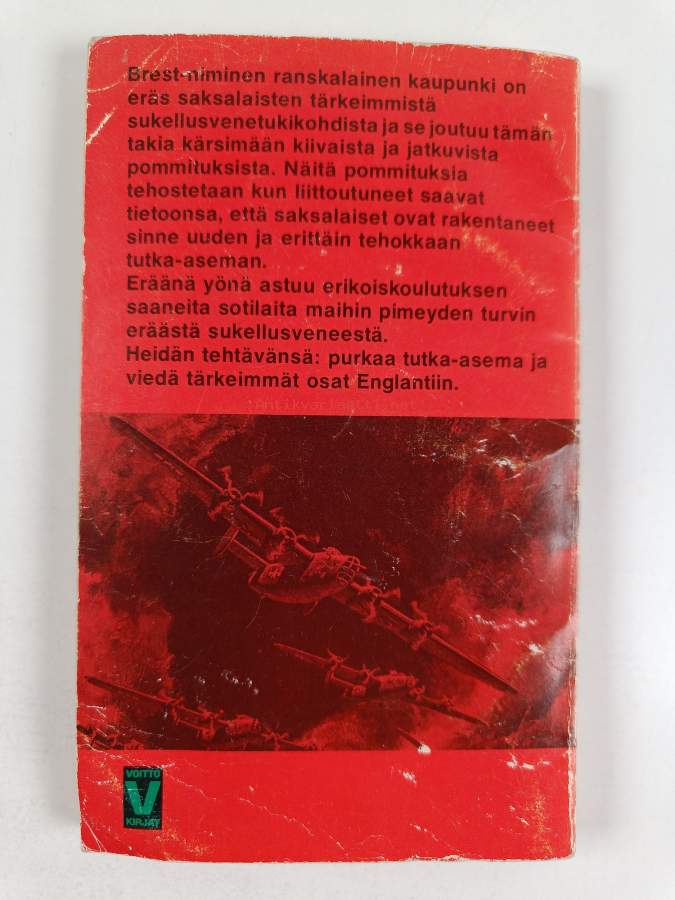 Brest-niminen ranskalainen kaupunki on
eräs saksalaisten tärkeimmistä
sukellusvenetukikohdista ja se joutuu tämän
takia kärsimään kiivaista ja jatkuvista
pommituksista. Näitä pommituksia
tehostetaan kun liittoutuneet saavat
tietoonsa, että saksalaiset ovat rakentaneet
sinne uuden ja erittäin tehokkaan
tutka-aseman.
Eräänä yönä astuu erikoiskoulutuksen
saaneita sotilaita maihin pimeyden turvin
eräästä sukellusveneestä.
Heidän tehtävänsä: purkaa tutka-asema ja
viedä tärkeimmät osat Englantiin.
Antikvariaatti.net
VOITTO
V
KIRJAT